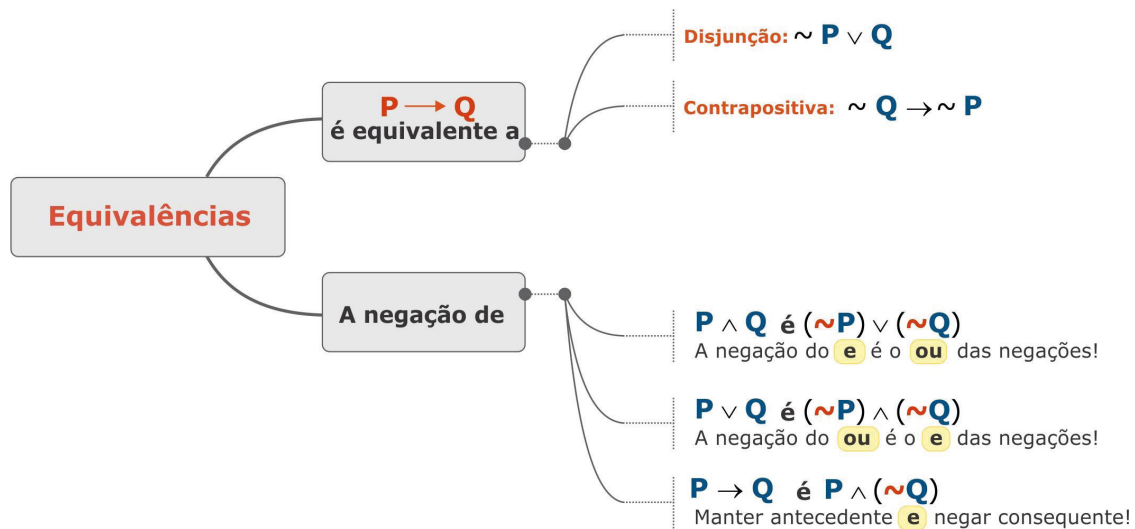 Equivalências
P → Q
é equivalente a
Disjunção: ~ P ∨ Q
Contrapositiva: ~ Q → ~ P
A negação de
P ∧ Q é (~P) ∨ (~Q)
A negação do e é o ou das negações!
P ∨ Q é (~P) ∧ (~Q)
A negação do ou é o e das negações!
P → Q é P ∧ (~Q)
Manter antecedente e negar consequente!